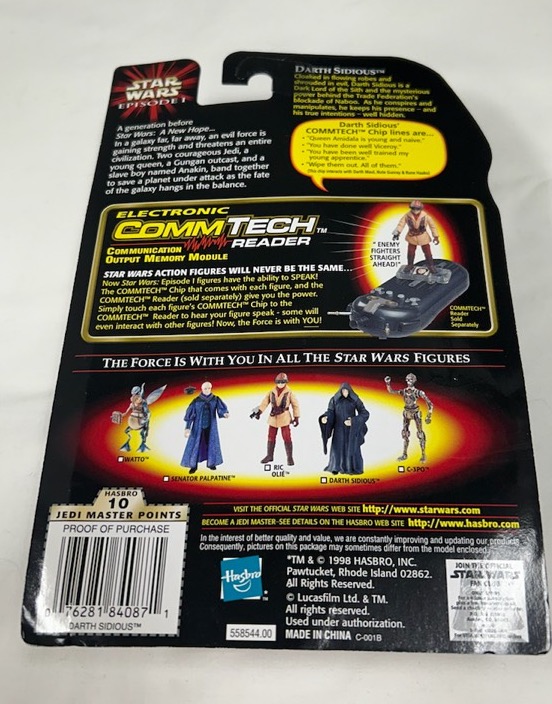 STAR
WARS
EPISODE I
A generation before
Star Wars: A New Hope...
In a galaxy far, far away, an evil force is
gaining strength and threatens an entire
civilization. Two courageous Jedi, a
young queen, a Gungan outcast, and a
slave boy named Anakin, band together
to save a planet under attack as the fate
of the galaxy hangs in the balance.
DARTH SIDIOUS™
Cloaked in flowing robes and
shrouded in evil, Darth Sidious is a
Dark Lord of the Sith and the mysterious
power behind the Trade Federation's
blockade of Naboo. As he conspires and
manipulates, he keeps his presence - and
his true intentions - well hidden.
Darth Sidious'
COMMTECH™ Chip lines are...
• "Queen Amidala is young and naive."
• "You have done well Viceroy."
• "You have been well trained my
young apprentice."
• "Wipe them out. All of them."
ELECTRONIC
COMMTECH™
READER
COMMUNICATION
OUTPUT MEMORY MODULE
STAR WARS ACTION FIGURES WILL NEVER BE THE SAME...
Now Star Wars: Episode I figures have the ability to SPEAK!
The COMMTECH™ Chip that comes with each figure, and the
COMMTECH™ Reader (sold separately) give you the power.
Simply touch each figure's COMMTECH™ Chip to the
COMMTECH™ Reader to hear your figure speak - some will
even interact with other figures! Now, the Force is with YOU!
"ENEMY
FIGHTERS
STRAIGHT
AHEAD!"
COMMTECH™
Reader
Sold
Separately
THE FORCE IS WITH YOU IN ALL THE STAR WARS FIGURES
WATTO™
SENATOR PALPATINE™
RIC
OLIÉ™
DARTH SIDIOUS™
C-3PO™
HASBRO
10
JEDI MASTER POINTS
PROOF OF PURCHASE
0 76281 84087 1
DARTH SIDIOUS™
VISIT THE OFFICIAL STAR WARS WEB SITE http://www.starwars.com
BECOME A JEDI MASTER-SEE DETAILS ON THE HASBRO WEB SITE http://www.hasbro.com
In the interest of better quality and value, we are constantly improving and updating our products.
Consequently, pictures on this package may sometimes differ from the model enclosed.
Hasbro
558544.00
®*TM & © 1998 HASBRO, INC.
Pawtucket, Rhode Island 02862.
All Rights Reserved.
© Lucasfilm Ltd. & TM.
All rights reserved.
Used under authorization.
MADE IN CHINA C-001B
JOIN THE OFFICIAL
STAR WARS
FAN CLUB